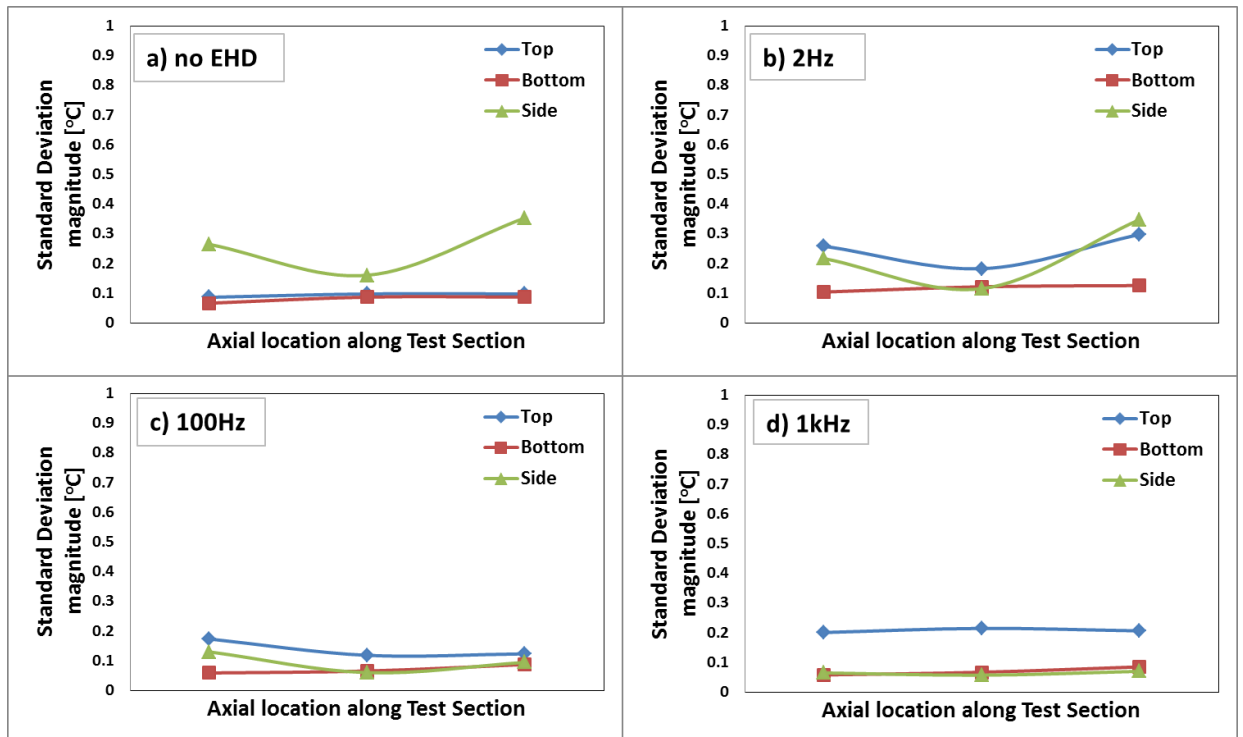 a) no EHD
Top
Bottom
Side
1
0.9
0.8
0.7
0.6
0.5
0.4
0.3
0.2
0.1
0
Standard Deviation
magnitude [°C]
Axial location along Test Section
b) 2Hz
Top
Bottom
Side
1
0.9
0.8
0.7
0.6
0.5
0.4
0.3
0.2
0.1
0
Standard Deviation
magnitude [°C]
Axial location along Test Section
c) 100Hz
Top
Bottom
Side
1
0.9
0.8
0.7
0.6
0.5
0.4
0.3
0.2
0.1
0
Standard Deviation
magnitude [°C]
Axial location along Test Section
d) 1kHz
Top
Bottom
Side
1
0.9
0.8
0.7
0.6
0.5
0.4
0.3
0.2
0.1
0
Standard Deviation
magnitude [°C]
Axial location along Test Section